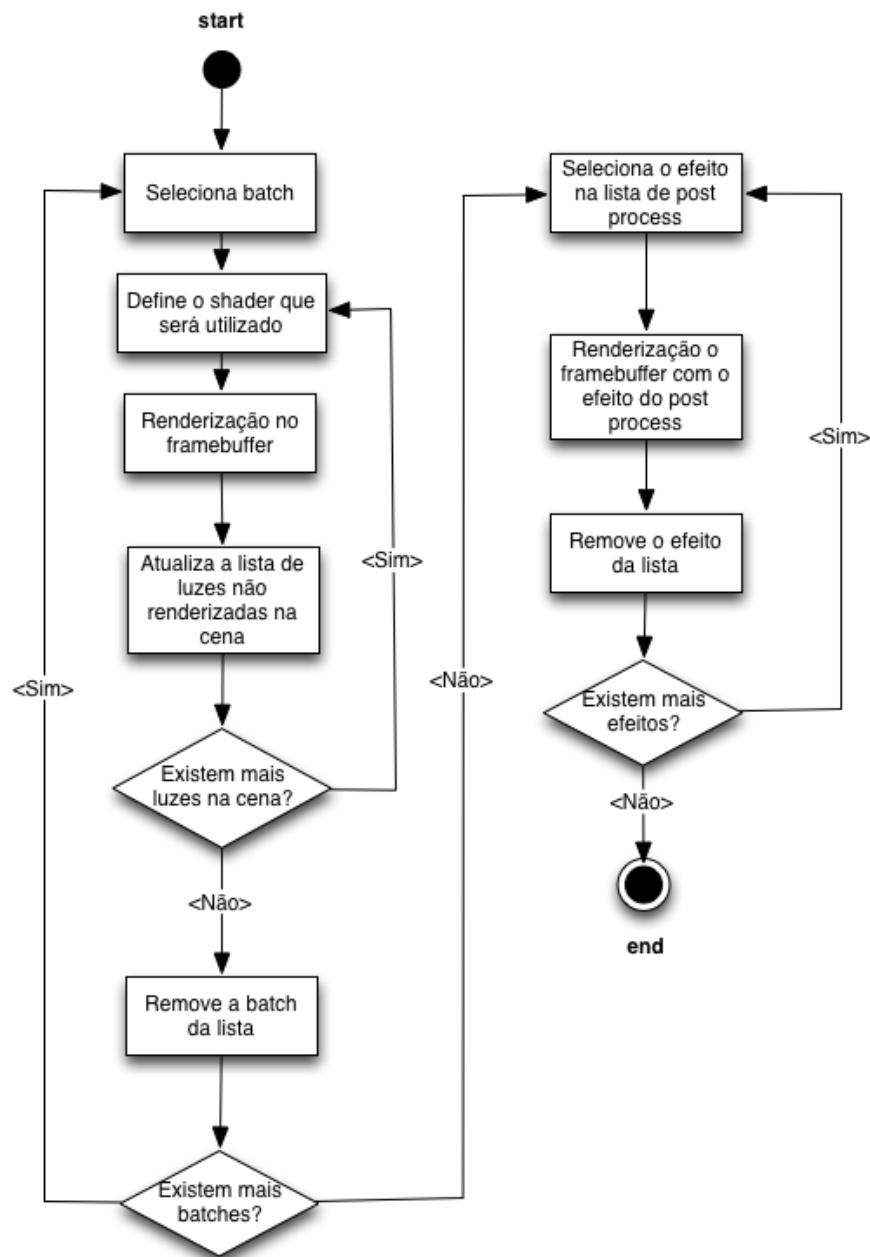 start
Seleciona batch
Define o shader que
será utilizado
Renderização no
framebuffer
Atualiza a lista de
luzes não
renderizadas na
cena
<Sim>
<Sim>
Existem mais
luzes na cena?
<Não>
Remove a batch
da lista
Existem mais
batches?
<Não>
Seleciona o efeito
na lista de post
process
Renderização o
framebuffer com o
efeito do post
process
<Sim>
Remove o efeito
da lista
Existem mais
efeitos?
<Não>
end